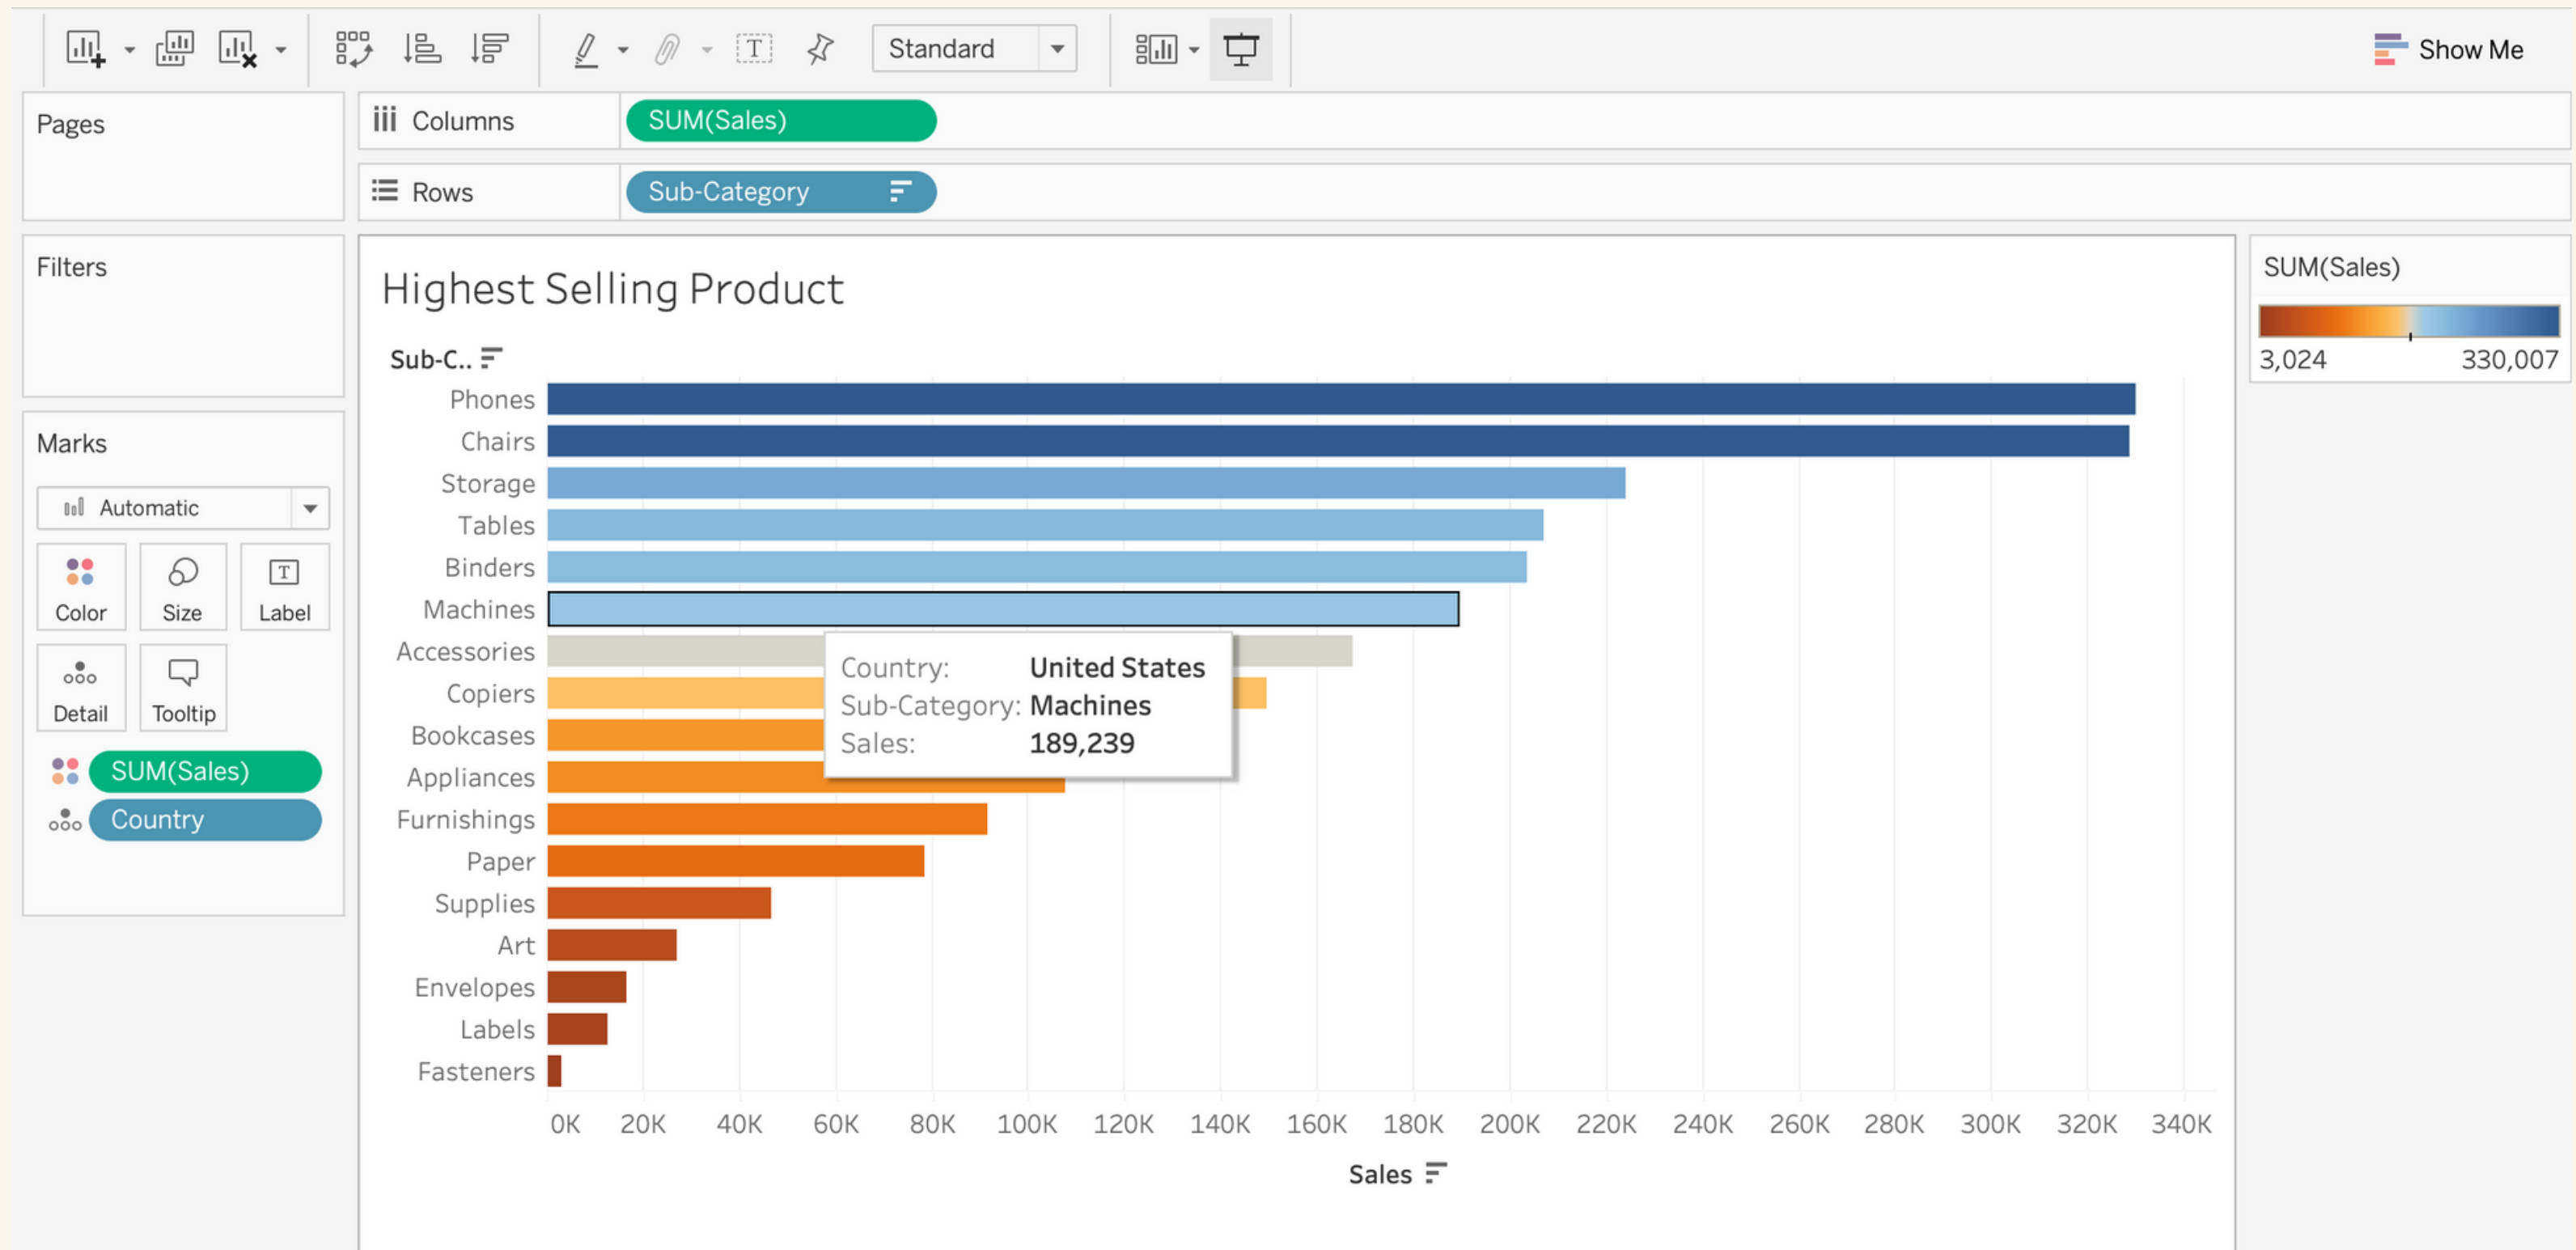 Standard
Show Me
Pages
Columns
SUM(Sales)
Rows
Sub-Category
Filters
Marks
Automatic
Color
Size
Label
Detail
Tooltip
SUM(Sales)
Country
Highest Selling Product
Sub-C..
Phones
Chairs
Storage
Tables
Binders
Machines
Accessories
Copiers
Bookcases
Appliances
Furnishings
Paper
Supplies
Art
Envelopes
Labels
Fasteners
Country: United States
Sub-Category: Machines
Sales: 189,239
0K 20K 40K 60K 80K 100K 120K 140K 160K 180K 200K 220K 240K 260K 280K 300K 320K 340K
Sales
SUM(Sales)
3,024 330,007